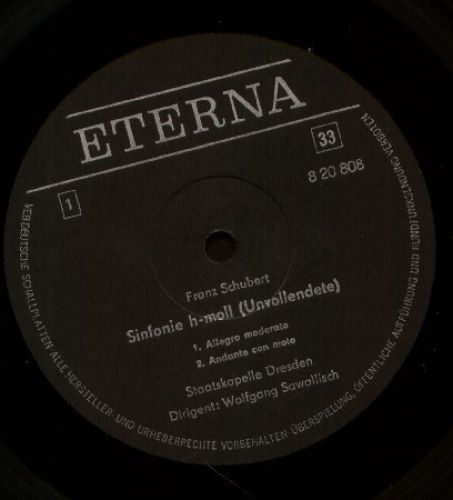 ETERNA
33
8 20 808
1
Franz Schubert
Sinfonie h-moll (Unvollendete)
1. Allegro moderato
2. Andante con moto
Staatskapelle Dresden
Dirigent: Wolfgang Sawallisch
VEB DEUTSCHE SCHALLPLATTEN ALLE HERSTELLER UND URHEBERRECHTE VORBEHALTEN ÜBERSPIELUNG, ÖFFENTLICHE AUFFÜHRUNG UND RUNDFUNKSENDUNG VERBOTEN